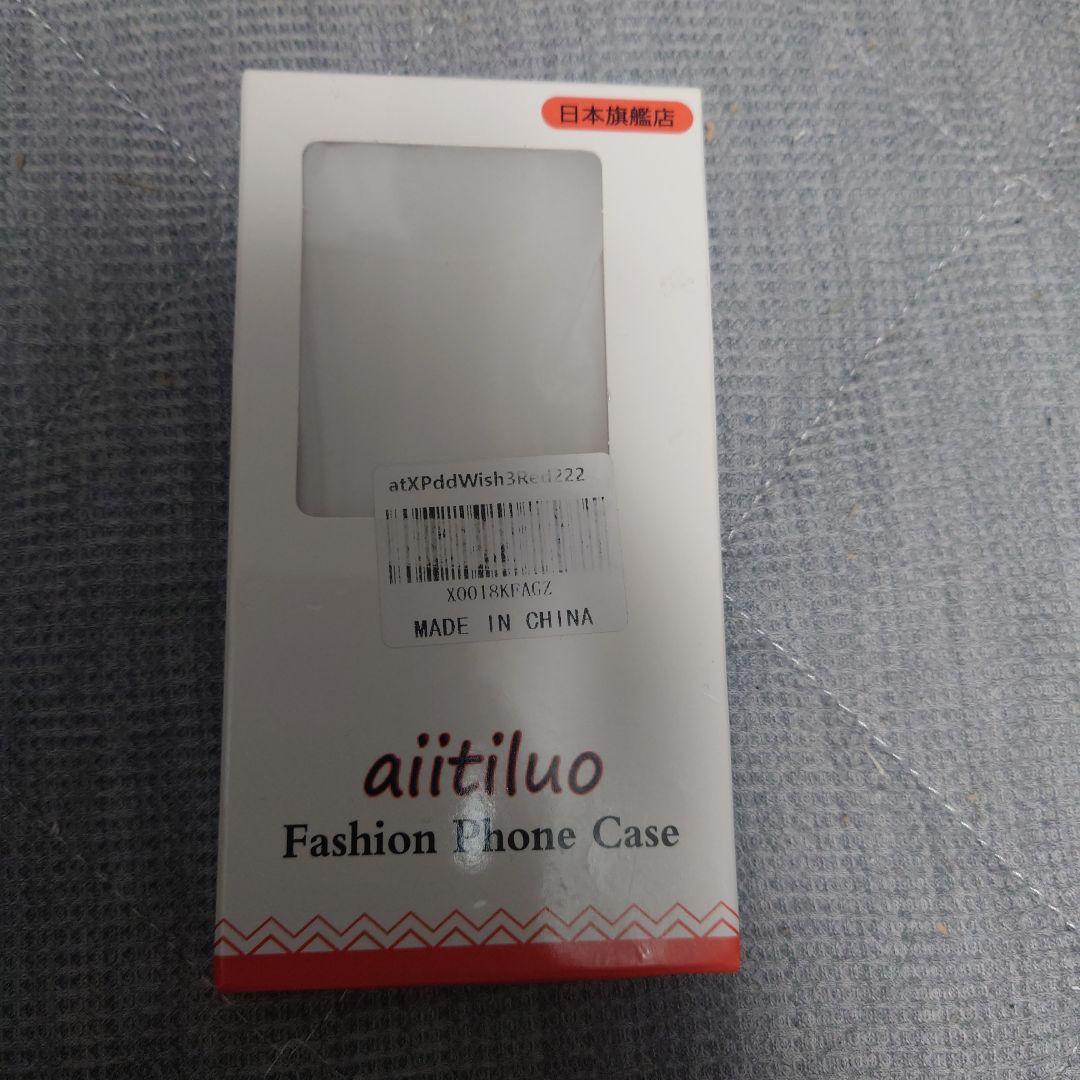 日本旗艦店
atXPddWish3Red222
X0018KFAGZ
MADE IN CHINA
aiitiluo
Fashion Phone Case